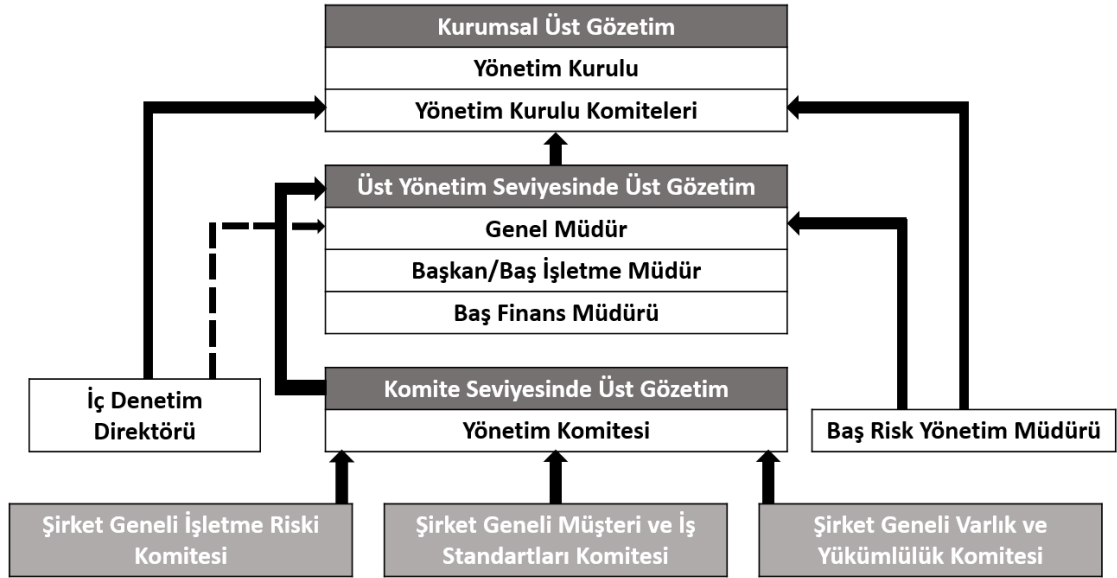 Kurumsal Üst Gözetim
Yönetim Kurulu
Yönetim Kurulu Komiteleri
Üst Yönetim Seviyesinde Üst Gözetim
Genel Müdür
Başkan/Baş İşletme Müdür
Baş Finans Müdürü
İç Denetim
Direktörü
Komite Seviyesinde Üst Gözetim
Yönetim Komitesi
Baş Risk Yönetim Müdürü
Şirket Geneli İşletme Riski
Komitesi
Şirket Geneli Müşteri ve İş
Standartları Komitesi
Şirket Geneli Varlık ve
Yükümlülük Komitesi